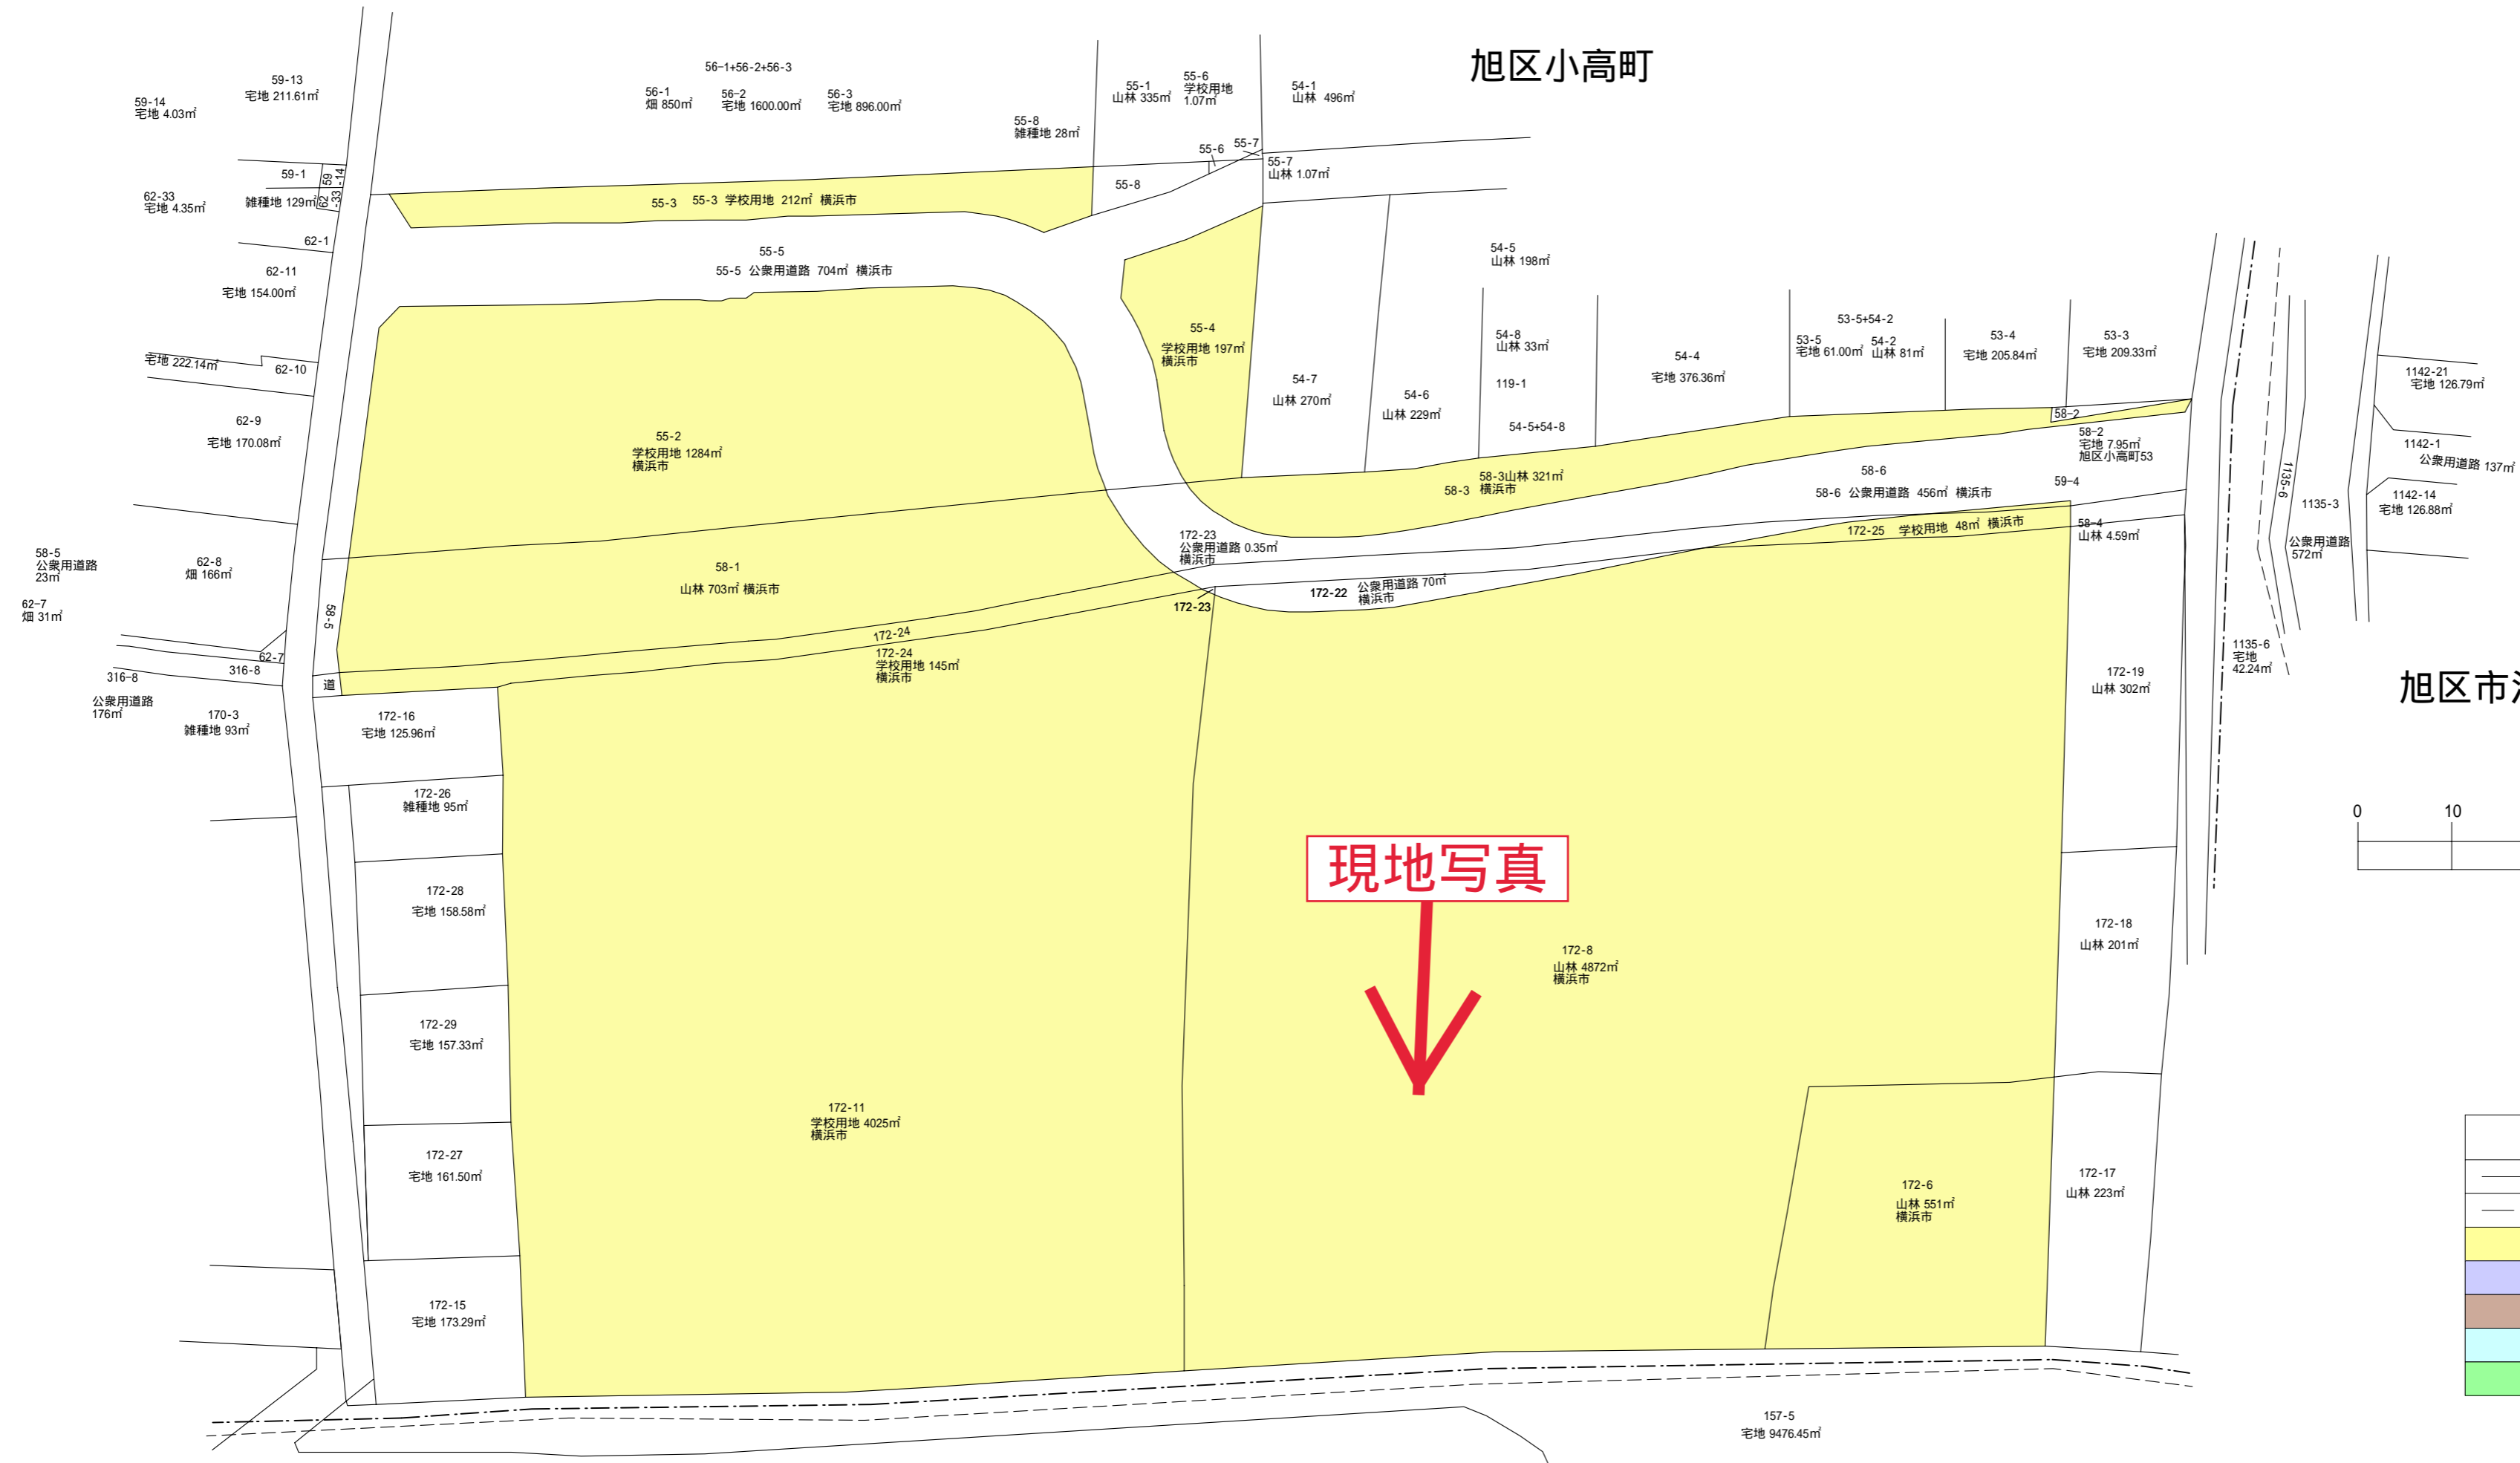 旭区小高町
56-1+56-2+56-3
56-1
畑 850㎡
56-2
宅地 1600.00㎡
56-3
宅地 896.00㎡
59-13
宅地 211.61㎡
59-14
宅地 4.03㎡
55-1
山林 335㎡
55-6
学校用地
1.07㎡
54-1
山林 496㎡
55-8
雑種地 28㎡
55-6
55-7
55-7
山林 1.07㎡
55-8
59-1
雑種地 129㎡
59
-14
62
-33
62-33
宅地 4.35㎡
55-3
55-3 学校用地 212㎡ 横浜市
62-1
55-5
55-5 公衆用道路 704㎡ 横浜市
62-11
宅地 154.00㎡
54-5
山林 198㎡
55-4
学校用地 197㎡
横浜市
54-8
山林 33㎡
119-1
54-5+54-8
54-4
宅地 376.36㎡
53-5+54-2
53-5
宅地 61.00㎡
54-2
山林 81㎡
53-4
宅地 205.84㎡
53-3
宅地 209.33㎡
宅地 222.14㎡
62-10
54-7
山林 270㎡
54-6
山林 229㎡
1142-21
宅地 126.79㎡
62-9
宅地 170.08㎡
55-2
学校用地 1284㎡
横浜市
58-2
58-2
宅地 7.95㎡
旭区小高町53
1142-1
公衆用道路 137㎡
58-3
58-3山林 321㎡
横浜市
58-6
58-6 公衆用道路 456㎡ 横浜市
59-4
1135-6
1135-3
公衆用道路
572㎡
1142-14
宅地 126.88㎡
172-25 学校用地 48㎡ 横浜市
58-4
山林 4.59㎡
172-23
公衆用道路 0.35㎡
横浜市
58-5
公衆用道路
23㎡
62-8
畑 166㎡
58-1
山林 703㎡ 横浜市
172-22
公衆用道路 70㎡
横浜市
172-23
62-7
畑 31㎡
58-5
172-24
172-24
学校用地 145㎡
横浜市
62-7
316-8
316-8
公衆用道路
176㎡
道
170-3
雑種地 93㎡
172-16
宅地 125.96㎡
172-19
山林 302㎡
1135-6
宅地
42.24㎡
旭区市
172-26
雑種地 95㎡
0
10
現地写真
172-28
宅地 158.58㎡
172-8
山林 4872㎡
横浜市
172-18
山林 201㎡
172-29
宅地 157.33㎡
172-11
学校用地 4025㎡
横浜市
172-27
宅地 161.50㎡
172-6
山林 551㎡
横浜市
172-17
山林 223㎡
172-15
宅地 173.29㎡
157-5
宅地 9476.45㎡